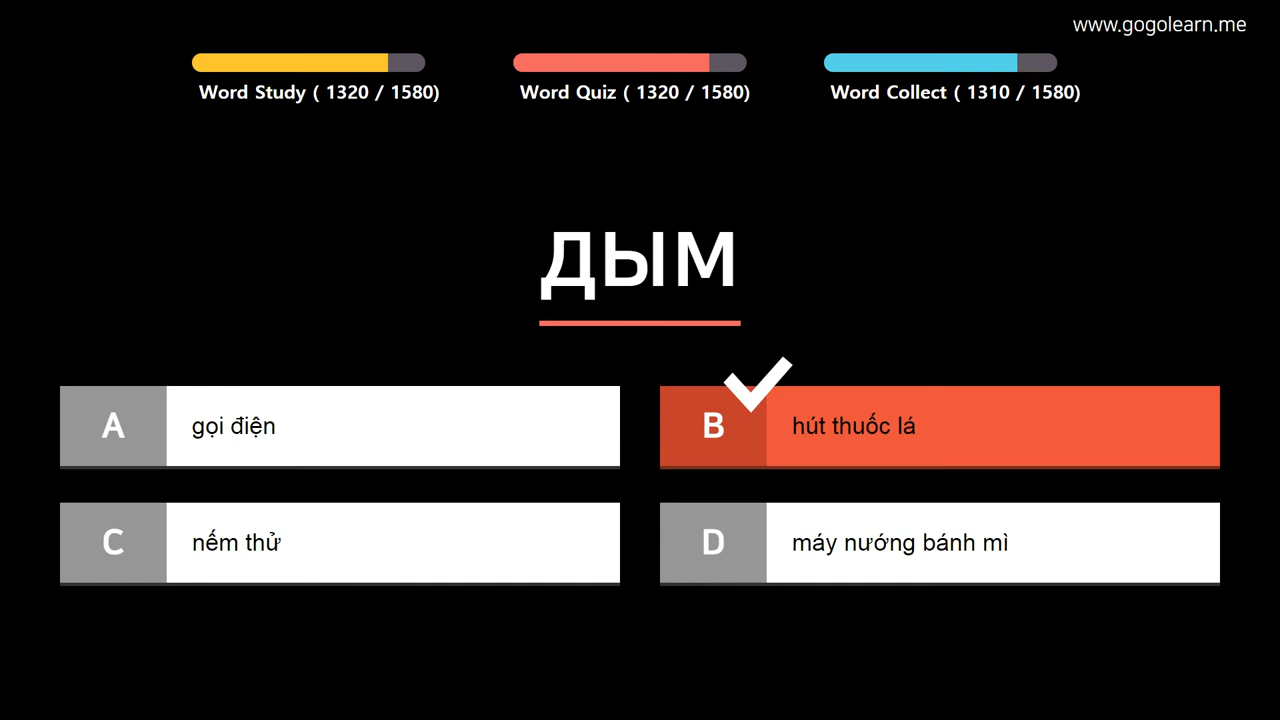 www.gogolearn.me
Word Study ( 1320 / 1580)
Word Quiz ( 1320 / 1580)
Word Collect ( 1310 / 1580)
дым
A gọi điện
B hút thuốc lá
C nếm thử
D máy nướng bánh mì